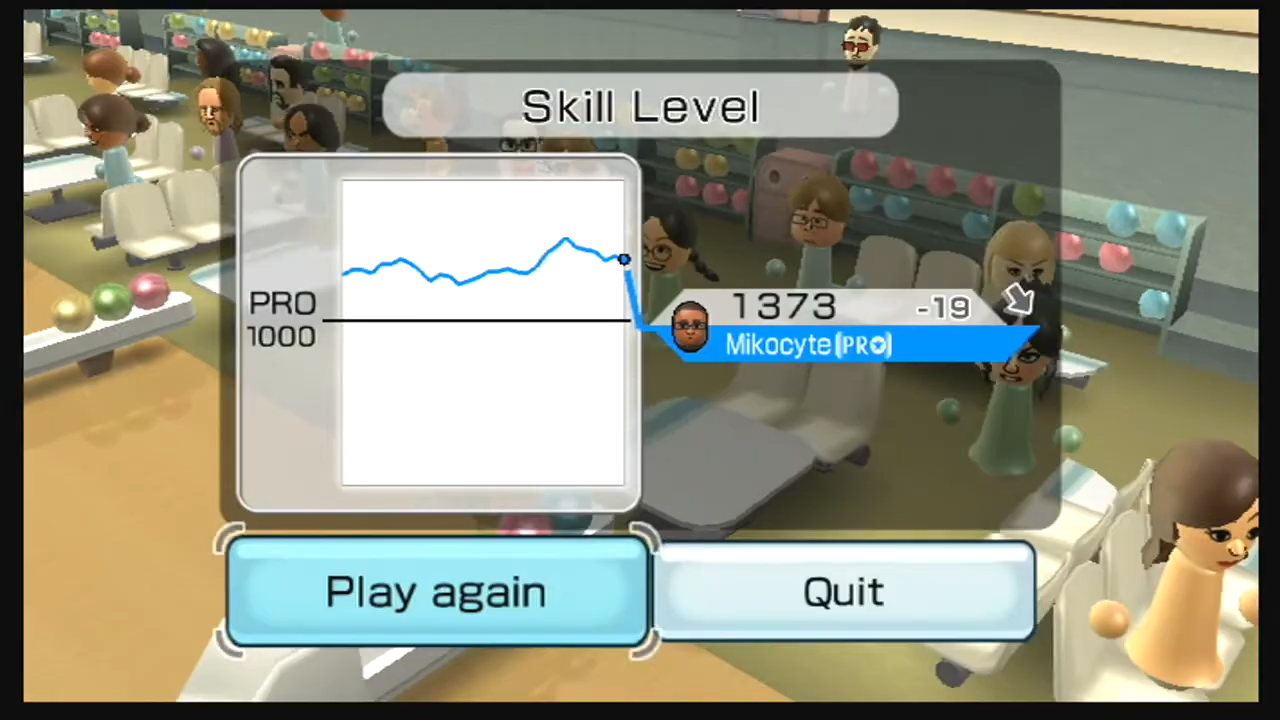 Skill Level
PRO
1000
1373 -19
Mikocyte(PRO)
Play again
Quit